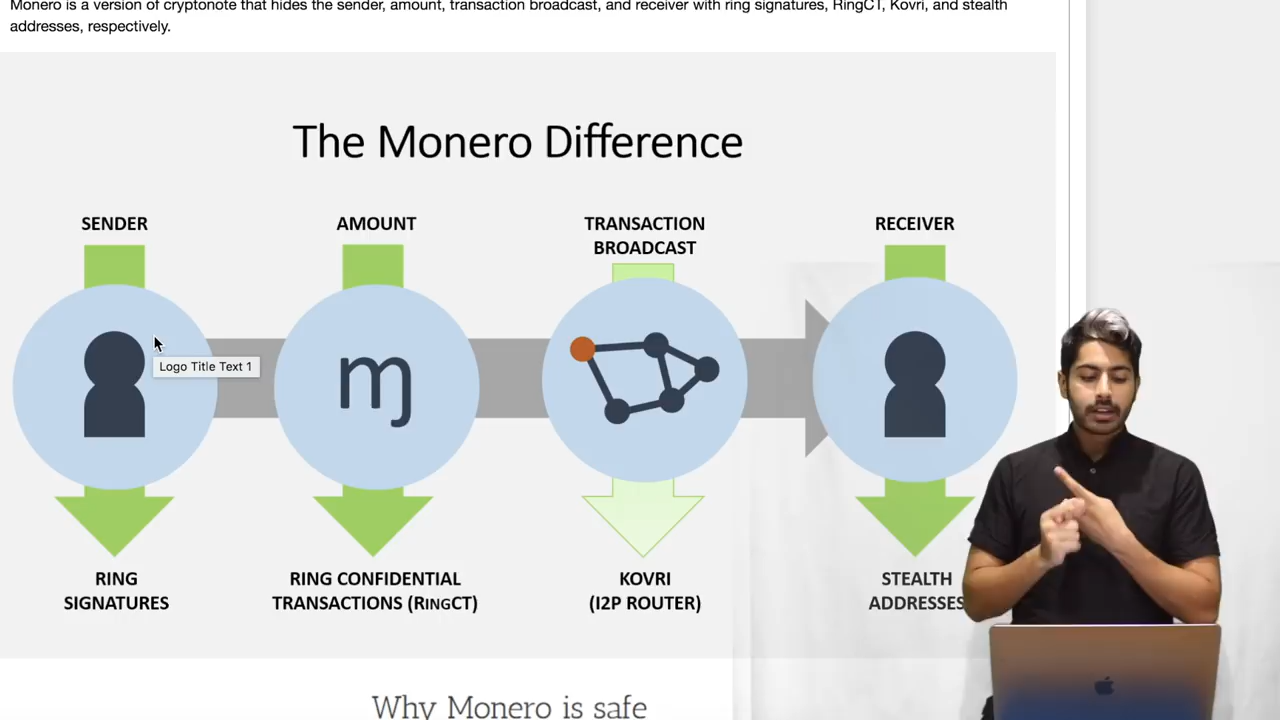 Monero is a version of cryptonote that hides the sender, amount, transaction broadcast, and receiver with ring signatures, RingCT, Kovri, and stealth
addresses, respectively.
The Monero Difference
SENDER
AMOUNT
TRANSACTION
BROADCAST
RECEIVER
Logo Title Text 1
RING
SIGNATURES
RING CONFIDENTIAL
TRANSACTIONS (RINGCT)
KOVRI
(I2P ROUTER)
STEALTH
ADDRESSES
Why Monero is safe